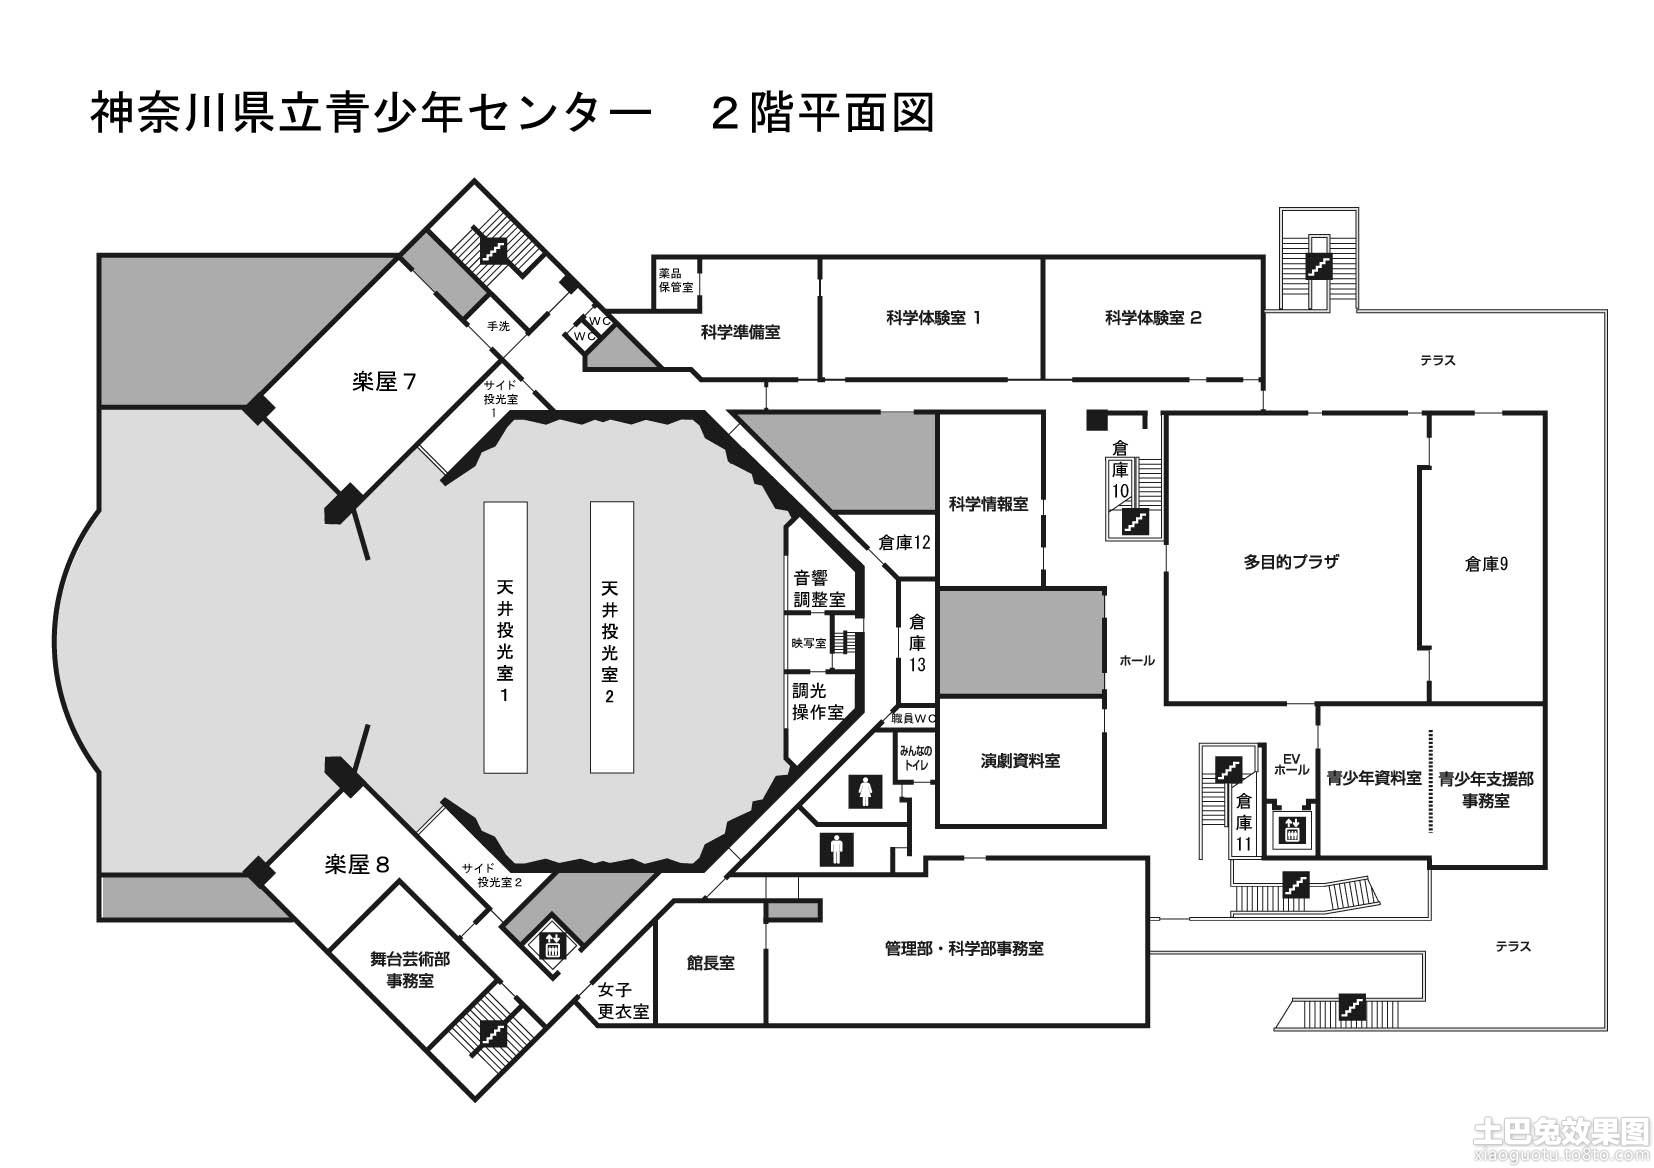 神奈川県立青少年センター　２階平面図
薬品
保管室
科学準備室
科学体験室 1
科学体験室 2
テラス
手洗
WC
WC
楽屋 7
サイド
投光室
1
倉庫10
科学情報室
倉庫12
多目的プラザ
倉庫9
天井投光室1
天井投光室2
音響
調整室
映写室
調光
操作室
倉庫13
ホール
職員WC
みんなの
トイレ
演劇資料室
EV
ホール
青少年資料室
青少年支援部
事務室
倉庫11
楽屋 8
サイド
投光室 2
舞台芸術部
事務室
館長室
管理部・科学部事務室
テラス
女子
更衣室
土巴兔效果图
xiaoguotu.to8to.com